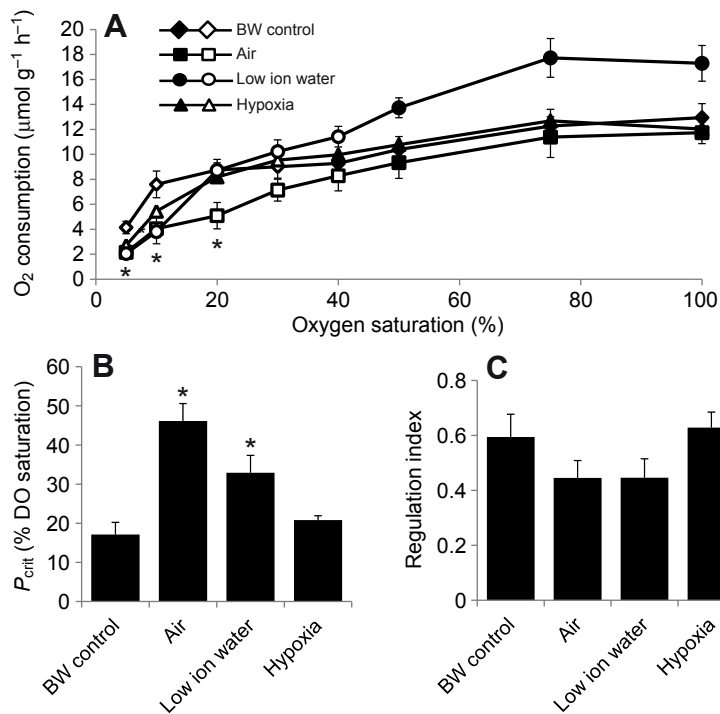 A
O₂ consumption (μmol g⁻¹ h⁻¹)
20
18
16
14
12
10
8
6
4
2
0
BW control
Air
Low ion water
Hypoxia
*
*
*
*
0 20 40 60 80 100
Oxygen saturation (%)
B
Pcrit (% DO saturation)
60
50
40
30
20
10
0
*
*
BW control
Air
Low ion water
Hypoxia
C
Regulation index
0.8
0.6
0.4
0.2
0
BW control
Air
Low ion water
Hypoxia